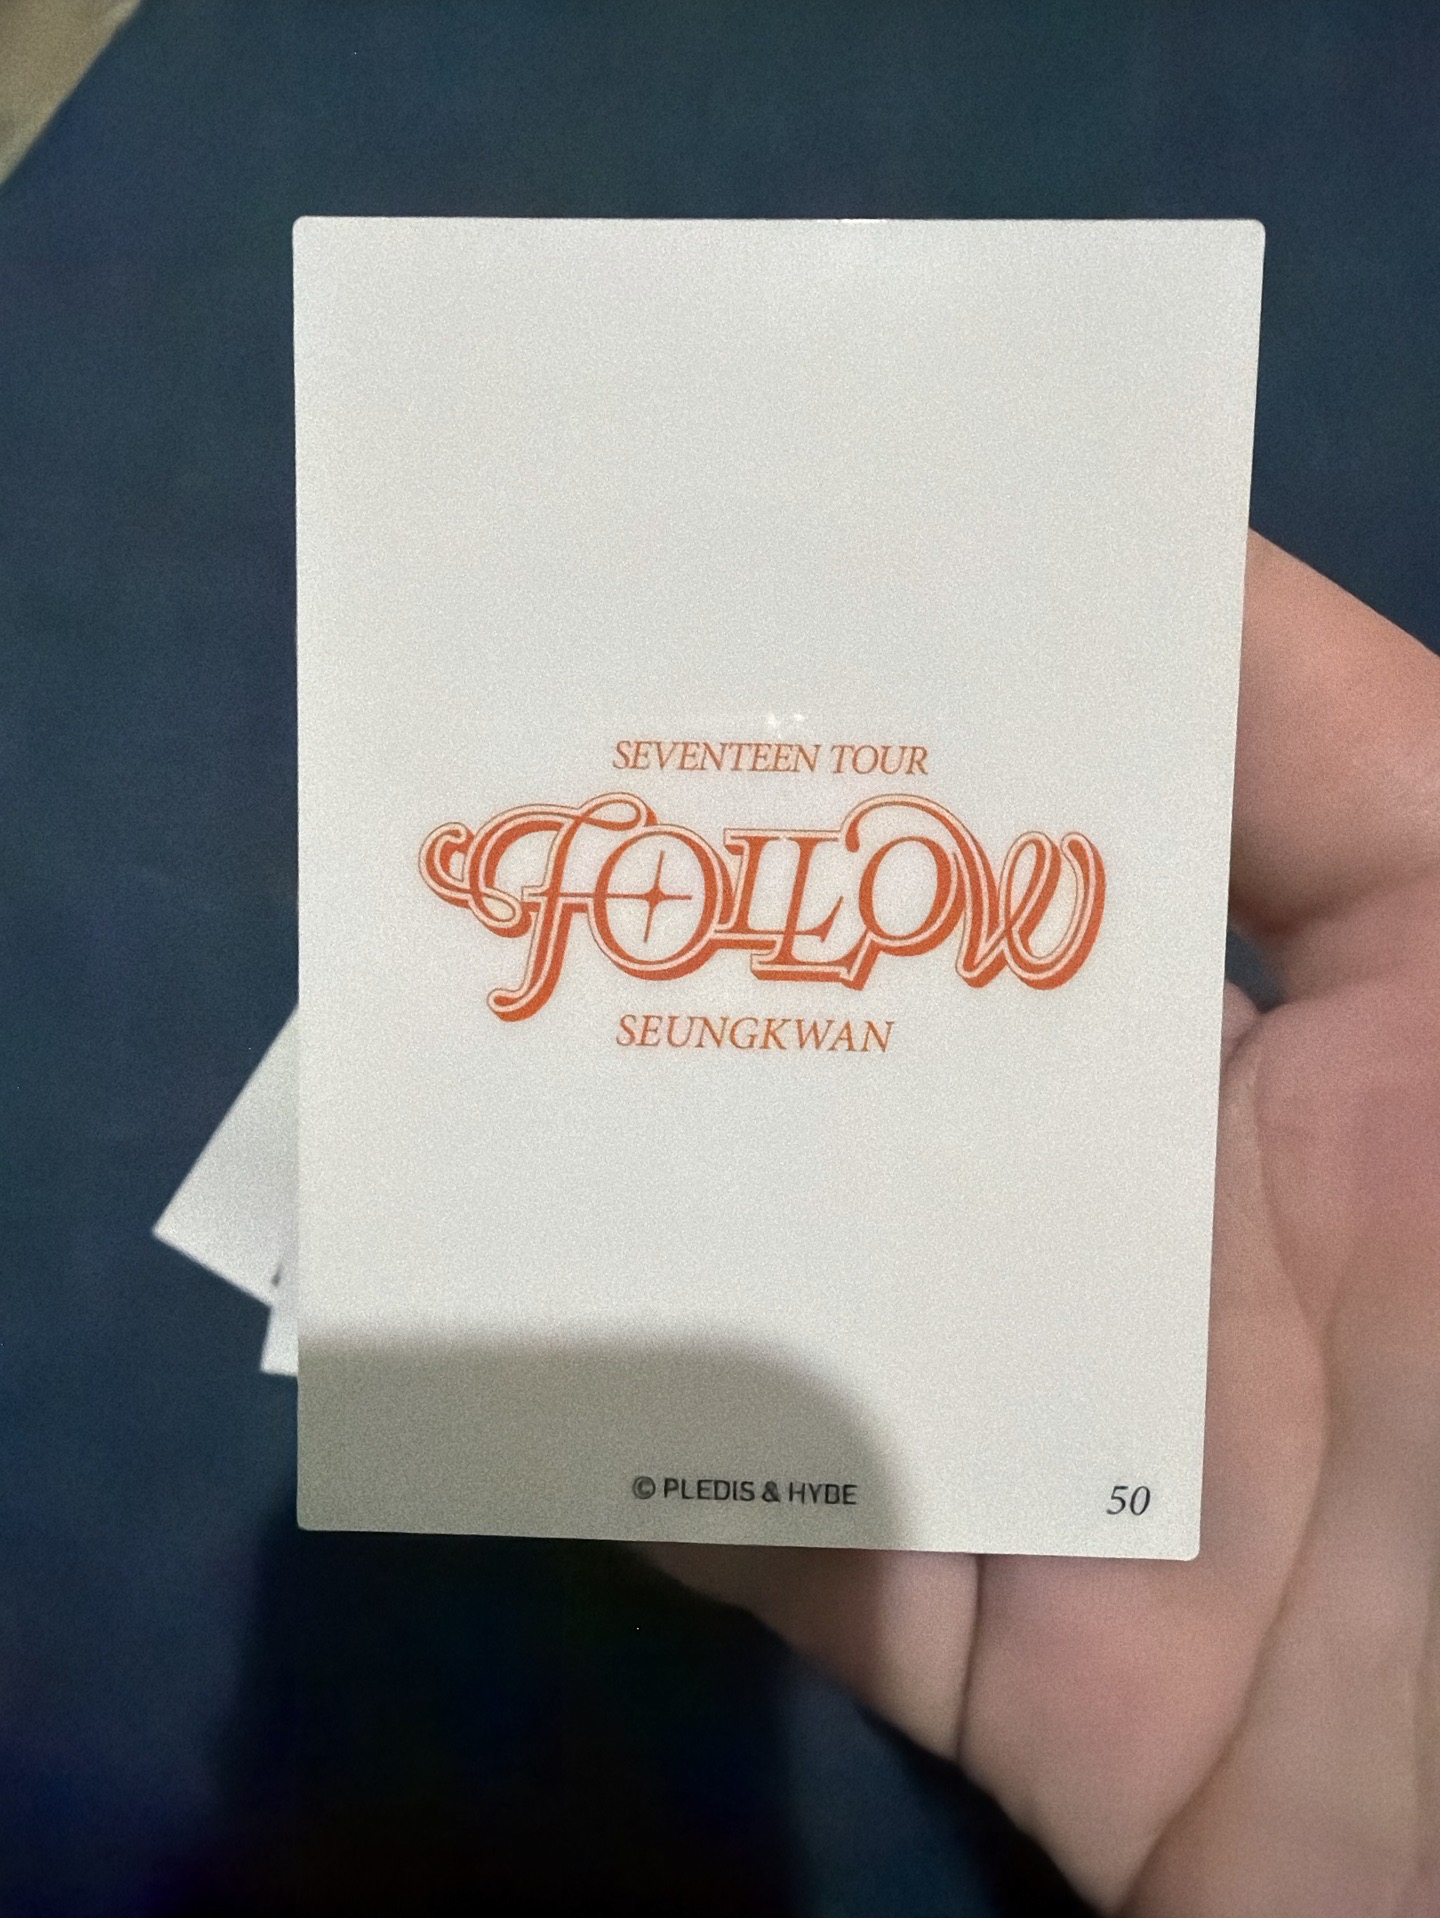 SEVENTEEN TOUR
FOLLOW
SEUNGKWAN
© PLEDIS & HYBE
50